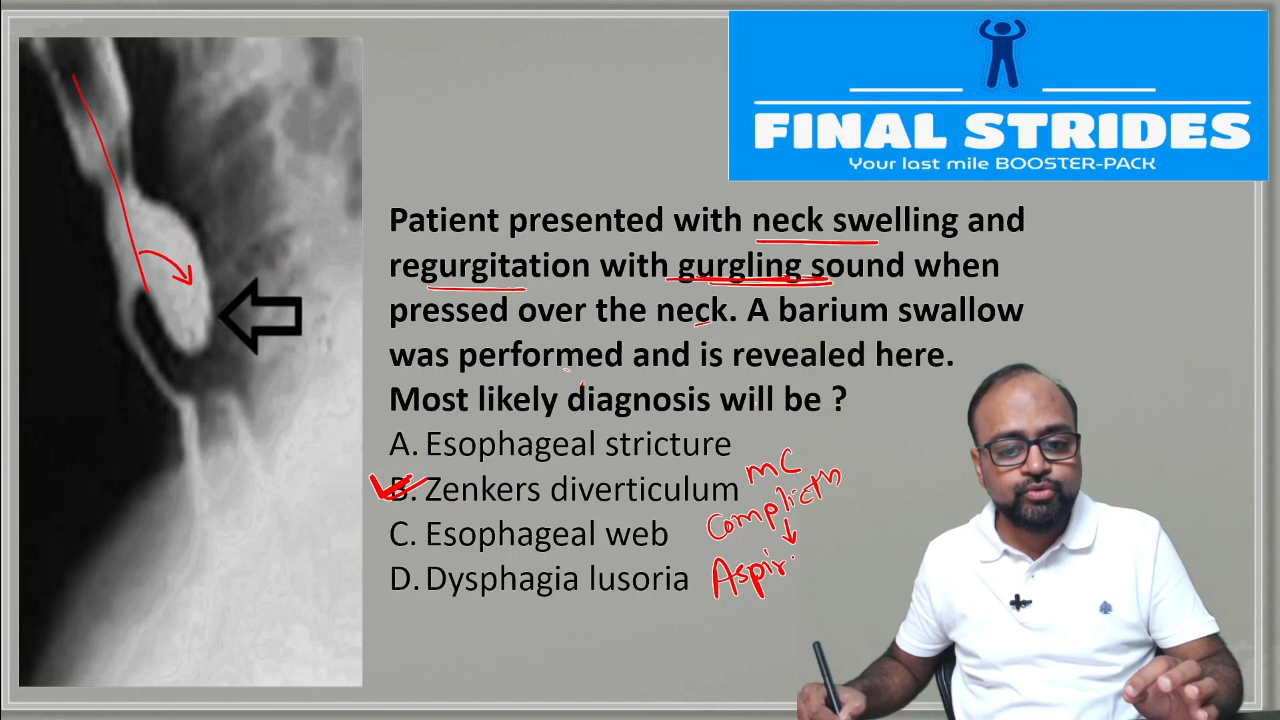 FINAL STRIDES
Your last mile BOOSTER-PACK
Patient presented with neck swelling and
regurgitation with gurgling sound when
pressed over the neck. A barium swallow
was performed and is revealed here.
Most likely diagnosis will be ?
A. Esophageal stricture
B. Zenkers diverticulum
C. Esophageal web
D. Dysphagia lusoria
MC
Complictn
Aspir.